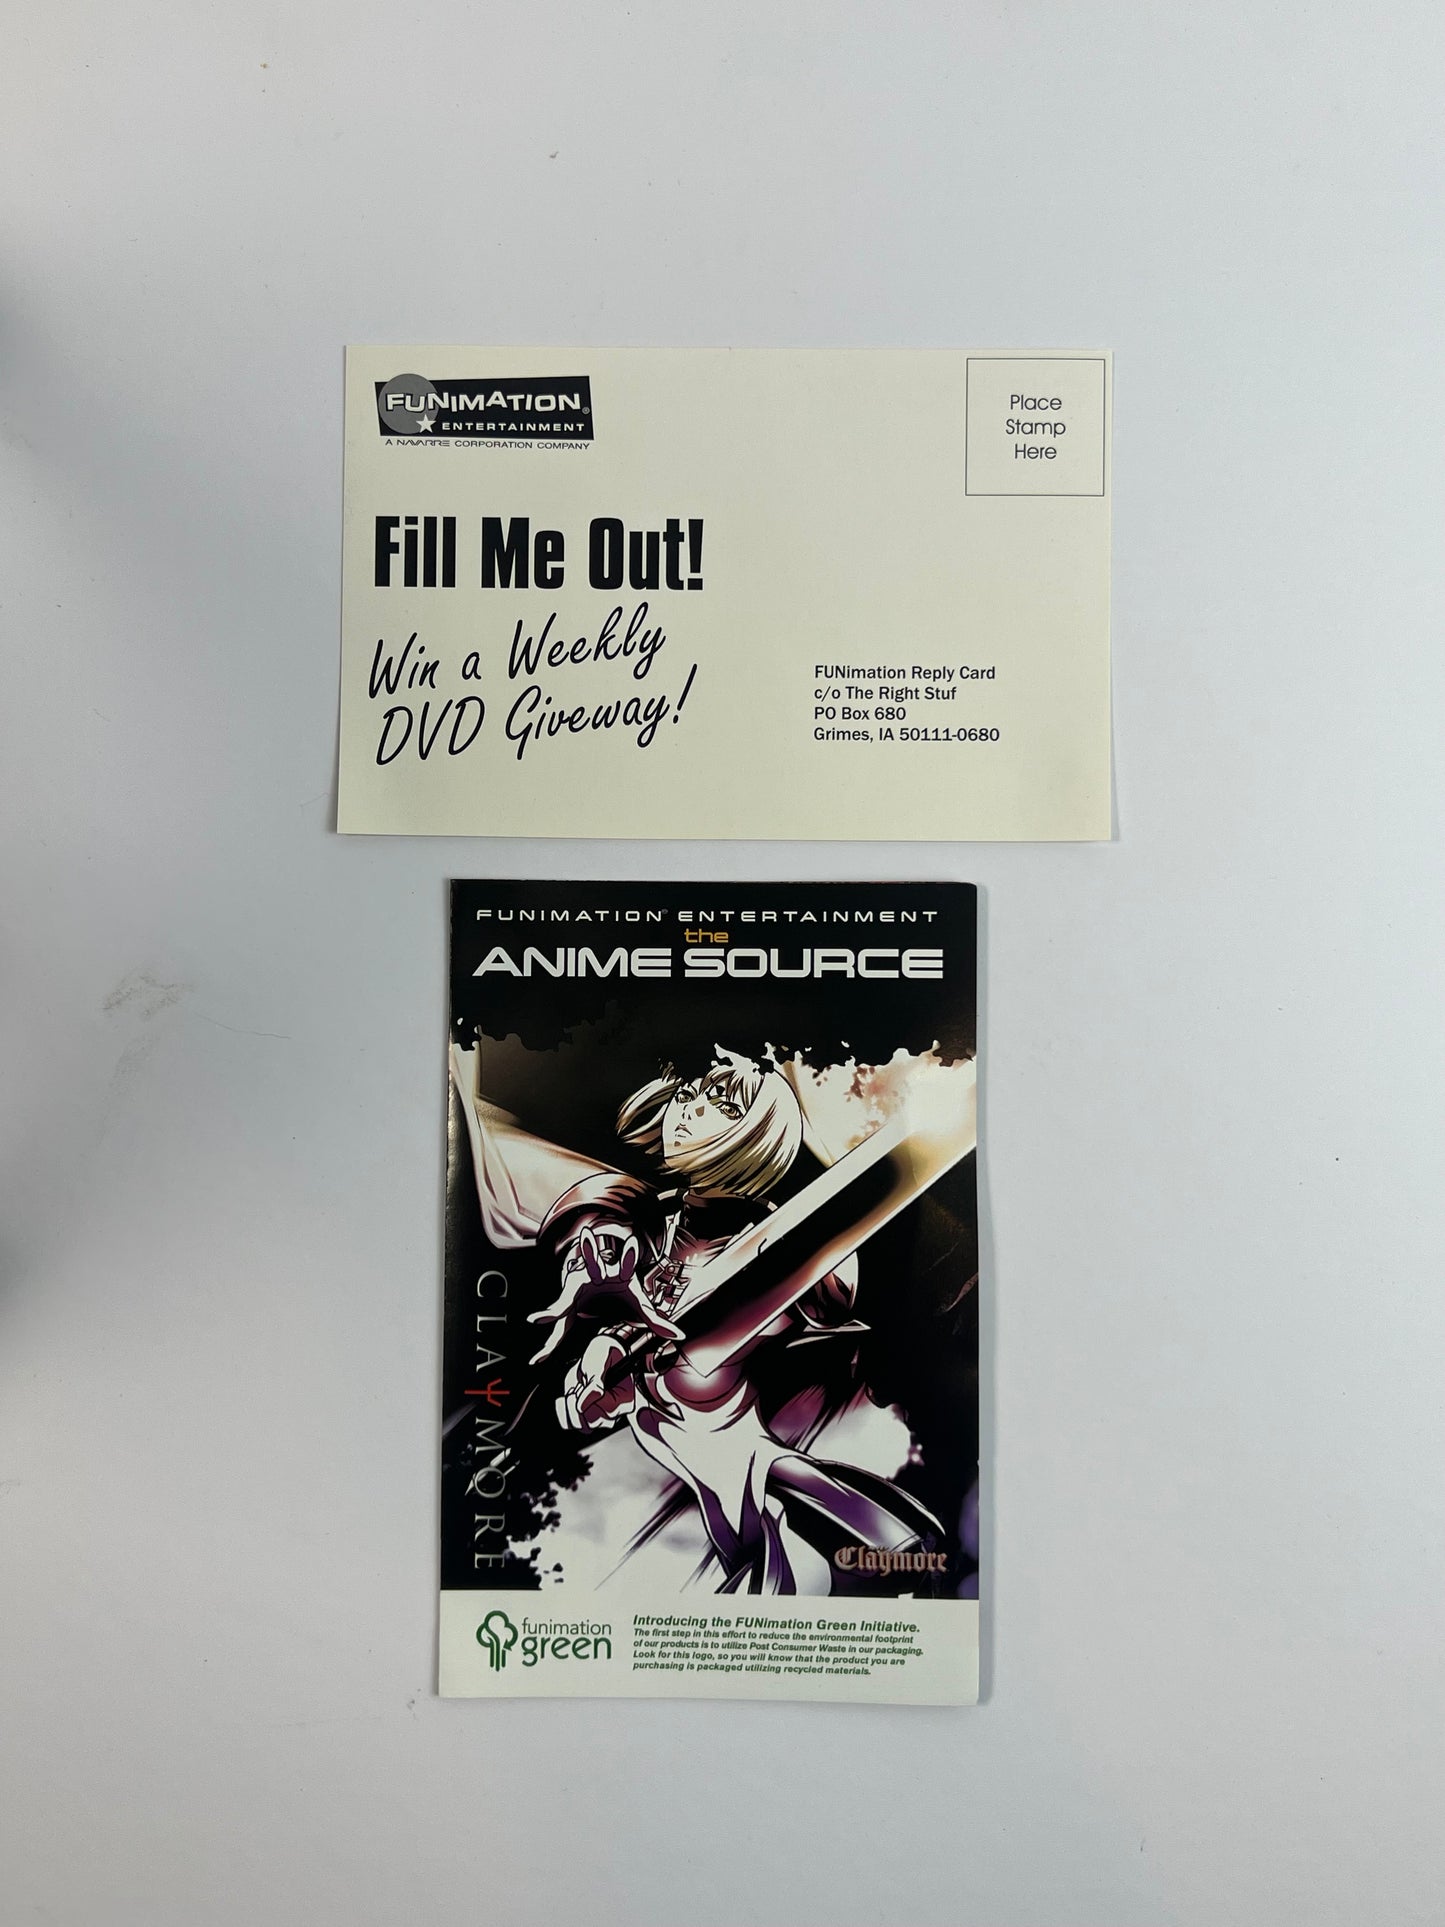 FUNIMATION®
ENTERTAINMENT
A NAVARRE CORPORATION COMPANY
Place
Stamp
Here
Fill Me Out!
Win a Weekly
DVD Giveway!
FUNimation Reply Card
c/o The Right Stuf
PO Box 680
Grimes, IA 50111-0680
FUNIMATION® ENTERTAINMENT
the
ANIME SOURCE
CLAYMORE
Claymore
funimation
green
Introducing the FUNimation Green Initiative.
The first step in this effort to reduce the environmental footprint
of our products is to utilize Post Consumer Waste in our packaging.
Look for this logo, so you will know that the product you are
purchasing is packaged utilizing recycled materials.